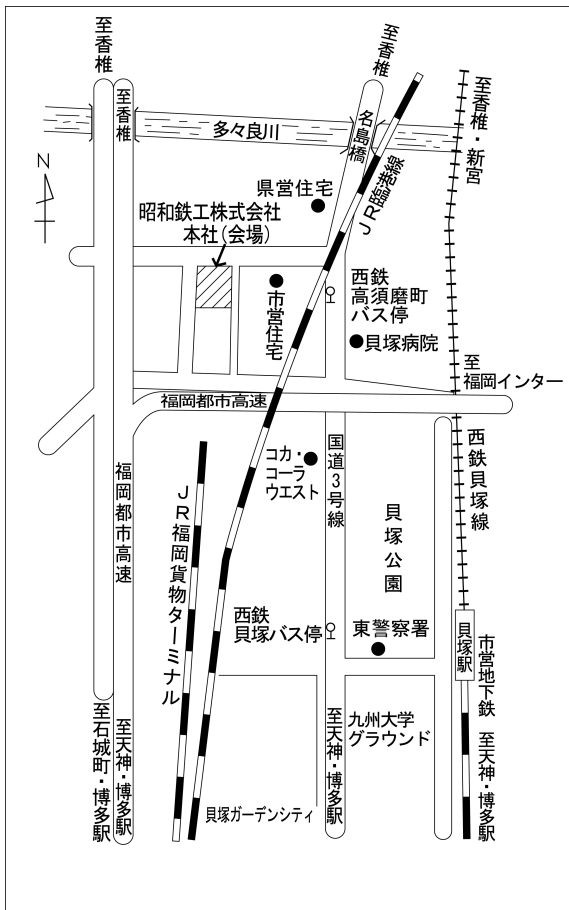 至香椎
至香椎
至香椎
名島橋
多々良川
至香椎・新宮
N
県営住宅
JR臨港線
昭和鉄工株式会社
本社(会場)
市営住宅
西鉄
高須磨町
バス停
貝塚病院
至
福岡インター
福岡都市高速
福岡都市高速
コカ・
コーラ
ウエスト
国道3号線
西鉄貝塚線
JR福岡貨物ターミナル
貝塚公園
西鉄
貝塚バス停
東警察署
貝塚駅
市営地下鉄
至天神・博多駅
九州大学
グラウンド
至石城町・博多駅
至天神・博多駅
至天神・博多駅
貝塚ガーデンシティ